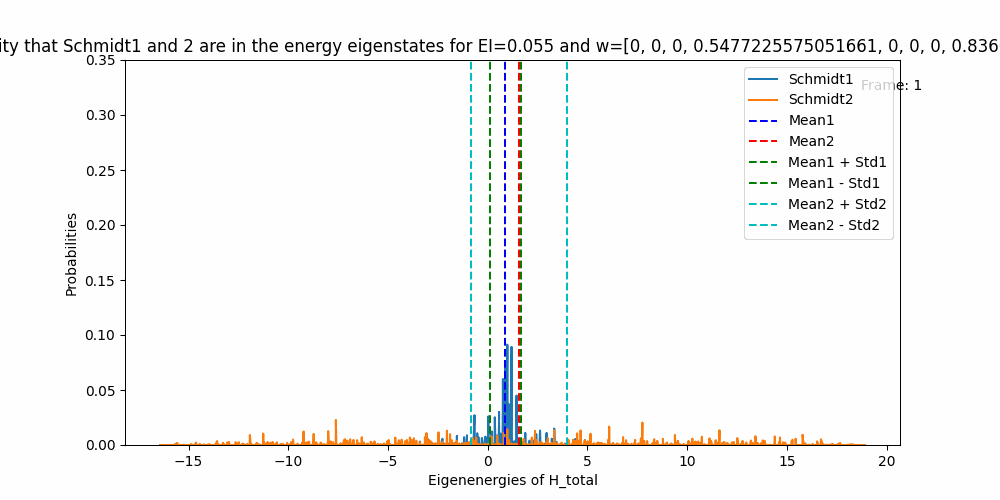 ity that Schmidt1 and 2 are in the energy eigenstates for EI=0.055 and w=[0, 0, 0, 0.5477225575051661, 0, 0, 0, 0.836
Frame: 1
Schmidt1
Schmidt2
Mean1
Mean2
Mean1 + Std1
Mean1 - Std1
Mean2 + Std2
Mean2 - Std2
0.35
0.30
0.25
0.20
0.15
0.10
0.05
0.00
Probabilities
−15
−10
−5
0
5
10
15
20
Eigenenergies of H_total